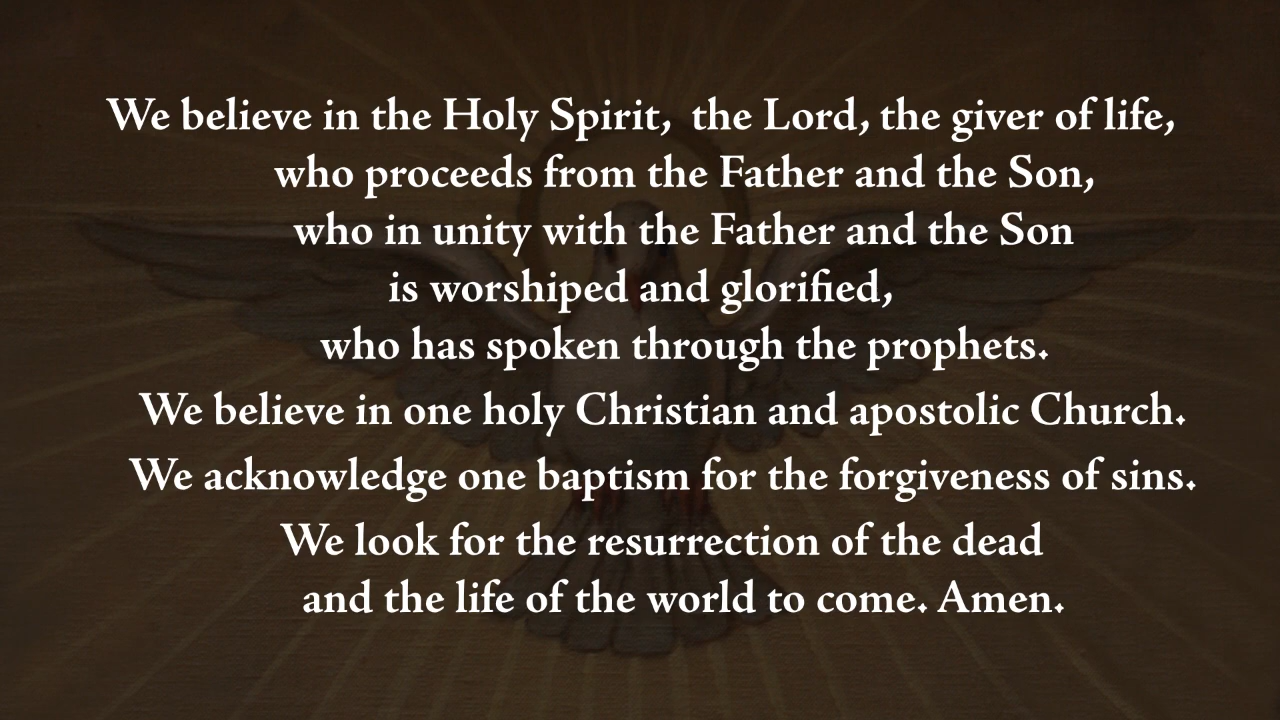 We believe in the Holy Spirit, the Lord, the giver of life,
who proceeds from the Father and the Son,
who in unity with the Father and the Son
is worshiped and glorified,
who has spoken through the prophets.
We believe in one holy Christian and apostolic Church.
We acknowledge one baptism for the forgiveness of sins.
We look for the resurrection of the dead
and the life of the world to come. Amen.